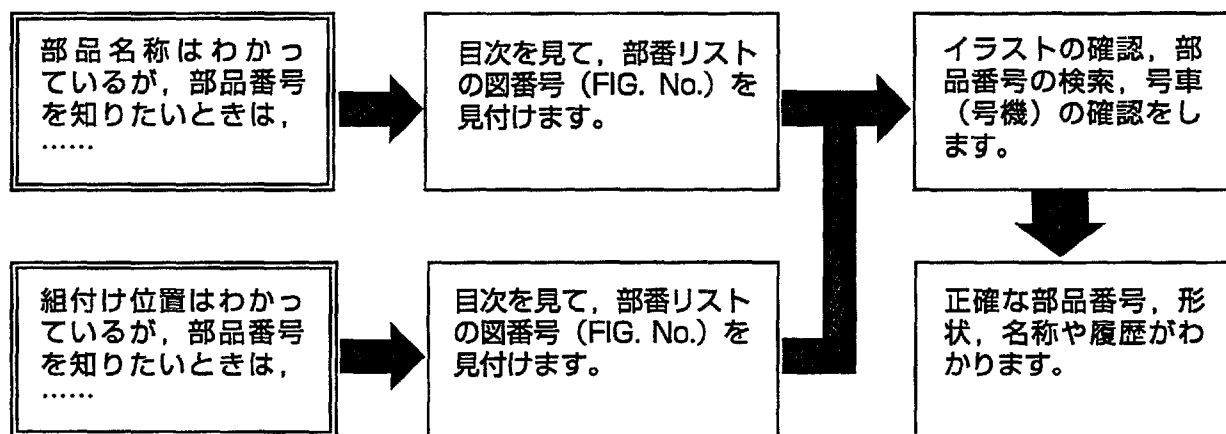 部品名称はわかっ
ているが，部品番号
を知りたいときは，
……
目次を見て，部番リスト
の図番号（FIG. No.）を
見付けます。
イラストの確認，部
品番号の検索，号車
（号機）の確認をし
ます。
組付け位置はわかっ
ているが，部品番号
を知りたいときは，
……
目次を見て，部番リスト
の図番号（FIG. No.）を
見付けます。
正確な部品番号，形
状，名称や履歴がわ
かります。